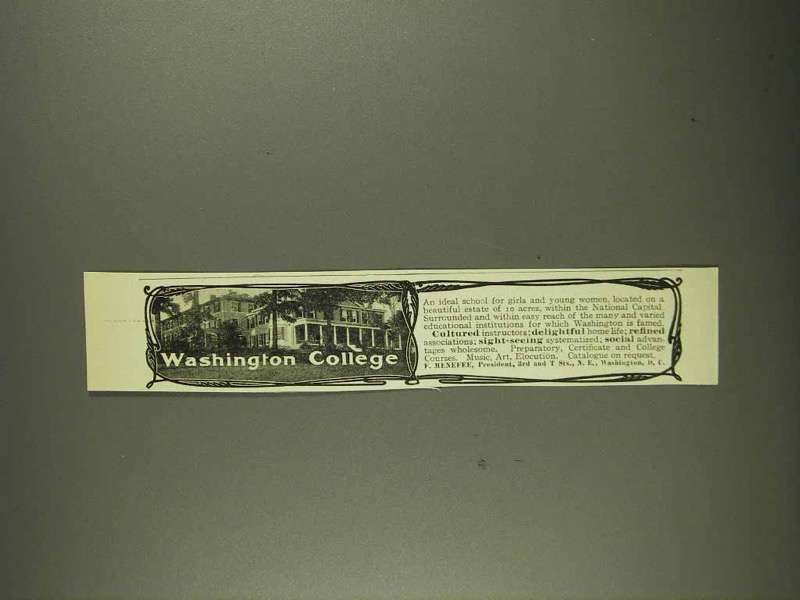 Washington College
An ideal school for girls and young women, located on a
beautiful estate of 10 acres, within the National Capital.
Surrounded and within easy reach of the many and varied
educational institutions for which Washington is famed.
Cultured instructors; delightful home life; refined
associations; sight-seeing systematized; social advan-
tages wholesome. Preparatory, Certificate and College
Courses. Music, Art, Elocution. Catalogue on request.
F. MENEFEE, President, 3rd and T Sts., N. E., Washington, D. C.